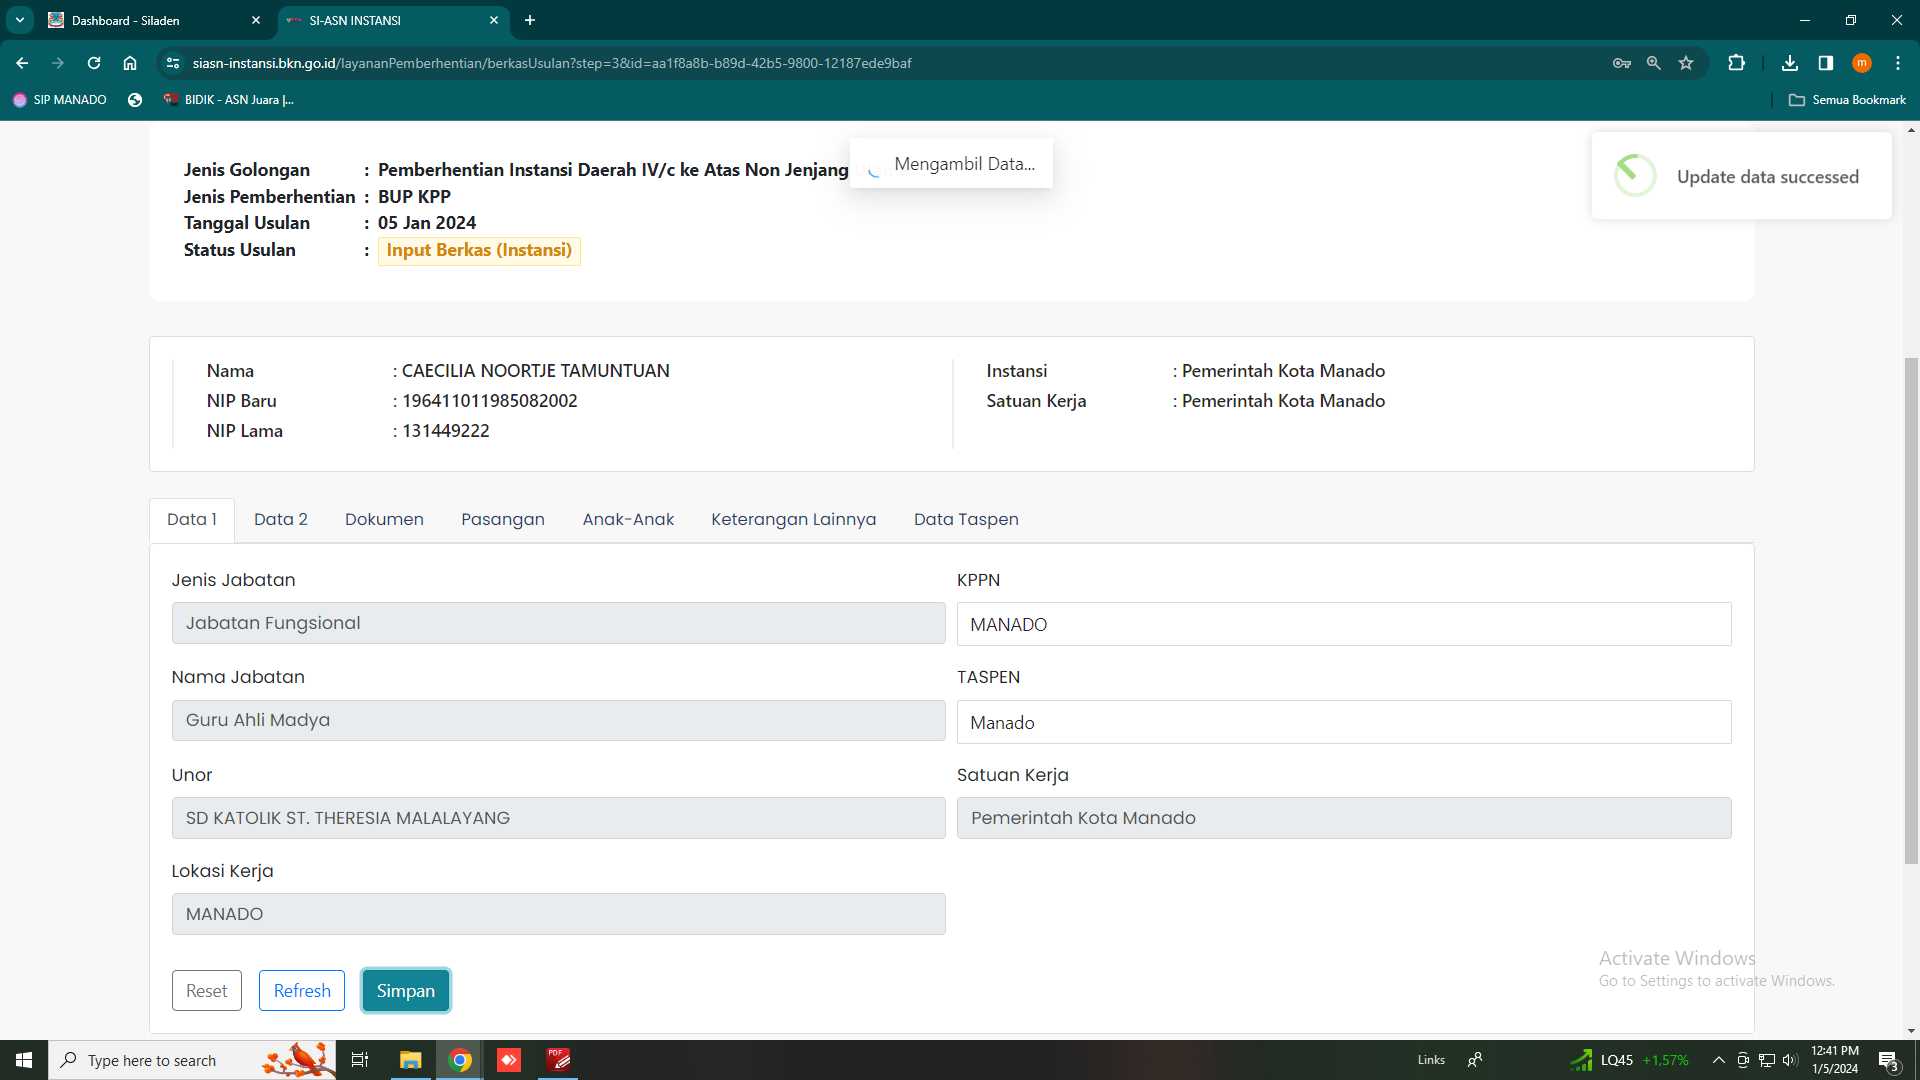 Dashboard - Siladen
SI-ASN INSTANSI
siasn-instansi.bkn.go.id/layananPemberhentian/berkasUsulan?step=3&id=aa1f8a8b-b89d-42b5-9800-12187ede9baf
m
SIP MANADO
BIDIK - ASN Juara |...
Semua Bookmark
Jenis Golongan : Pemberhentian Instansi Daerah IV/c ke Atas Non Jenjang
Jenis Pemberhentian : BUP KPP
Tanggal Usulan : 05 Jan 2024
Status Usulan : Input Berkas (Instansi)
Mengambil Data...
Update data successed
Nama : CAECILIA NOORTJE TAMUNTUAN
NIP Baru : 196411011985082002
NIP Lama : 131449222
Instansi : Pemerintah Kota Manado
Satuan Kerja : Pemerintah Kota Manado
Data 1 Data 2 Dokumen Pasangan Anak-Anak Keterangan Lainnya Data Taspen
Jenis Jabatan
Jabatan Fungsional
KPPN
MANADO
Nama Jabatan
Guru Ahli Madya
TASPEN
Manado
Unor
SD KATOLIK ST. THERESIA MALALAYANG
Satuan Kerja
Pemerintah Kota Manado
Lokasi Kerja
MANADO
Reset Refresh Simpan
Activate Windows
Go to Settings to activate Windows.
Type here to search
PDF
Links
LQ45 +1,57%
12:41 PM
1/5/2024
3